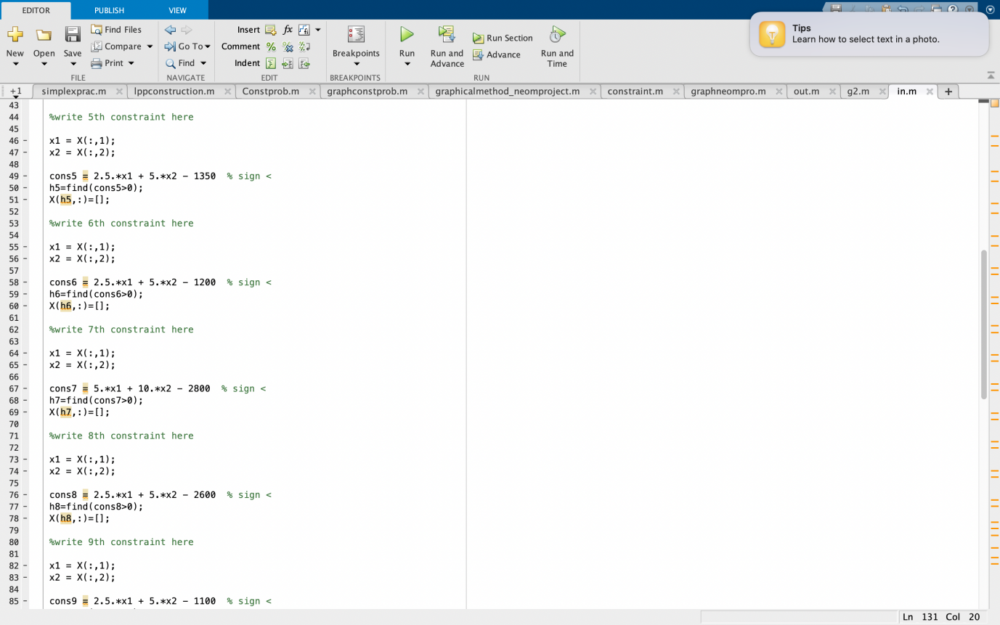 EDITOR PUBLISH VIEW
Tips
Learn how to select text in a photo.
New Open Save
Find Files
Compare
Print
FILE
Go To
Find
NAVIGATE
Insert fx
Comment %
Indent
EDIT
Breakpoints
BREAKPOINTS
Run
Run and Advance
Run Section
Advance
Run and Time
RUN
+1 simplexprac.m lppconstruction.m Constprob.m graphconstprob.m graphicalmethod_neomproject.m constraint.m graphneompro.m out.m g2.m in.m +
43
44 %write 5th constraint here
45
46 - x1 = X(:,1);
47 - x2 = X(:,2);
48
49 - cons5 = 2.5.*x1 + 5.*x2 - 1350 % sign <
50 - h5=find(cons5>0);
51 - X(h5,:)=[];
52
53 %write 6th constraint here
54
55 - x1 = X(:,1);
56 - x2 = X(:,2);
57
58 - cons6 = 2.5.*x1 + 5.*x2 - 1200 % sign <
59 - h6=find(cons6>0);
60 - X(h6,:)=[];
61
62 %write 7th constraint here
63
64 - x1 = X(:,1);
65 - x2 = X(:,2);
66
67 - cons7 = 5.*x1 + 10.*x2 - 2800 % sign <
68 - h7=find(cons7>0);
69 - X(h7,:)=[];
70
71 %write 8th constraint here
72
73 - x1 = X(:,1);
74 - x2 = X(:,2);
75
76 - cons8 = 2.5.*x1 + 5.*x2 - 2600 % sign <
77 - h8=find(cons8>0);
78 - X(h8,:)=[];
79
80 %write 9th constraint here
81
82 - x1 = X(:,1);
83 - x2 = X(:,2);
84
85 - cons9 = 2.5.*x1 + 5.*x2 - 1100 % sign <
Ln 131 Col 20